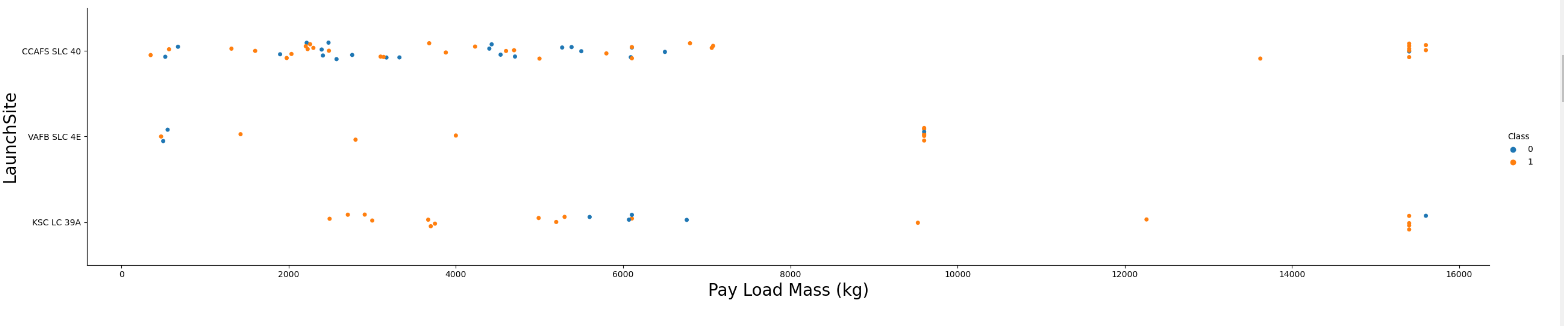 LaunchSite
CCAFS SLC 40
VAFB SLC 4E
KSC LC 39A
0
2000
4000
6000
8000
10000
12000
14000
16000
Pay Load Mass (kg)
Class
0
1